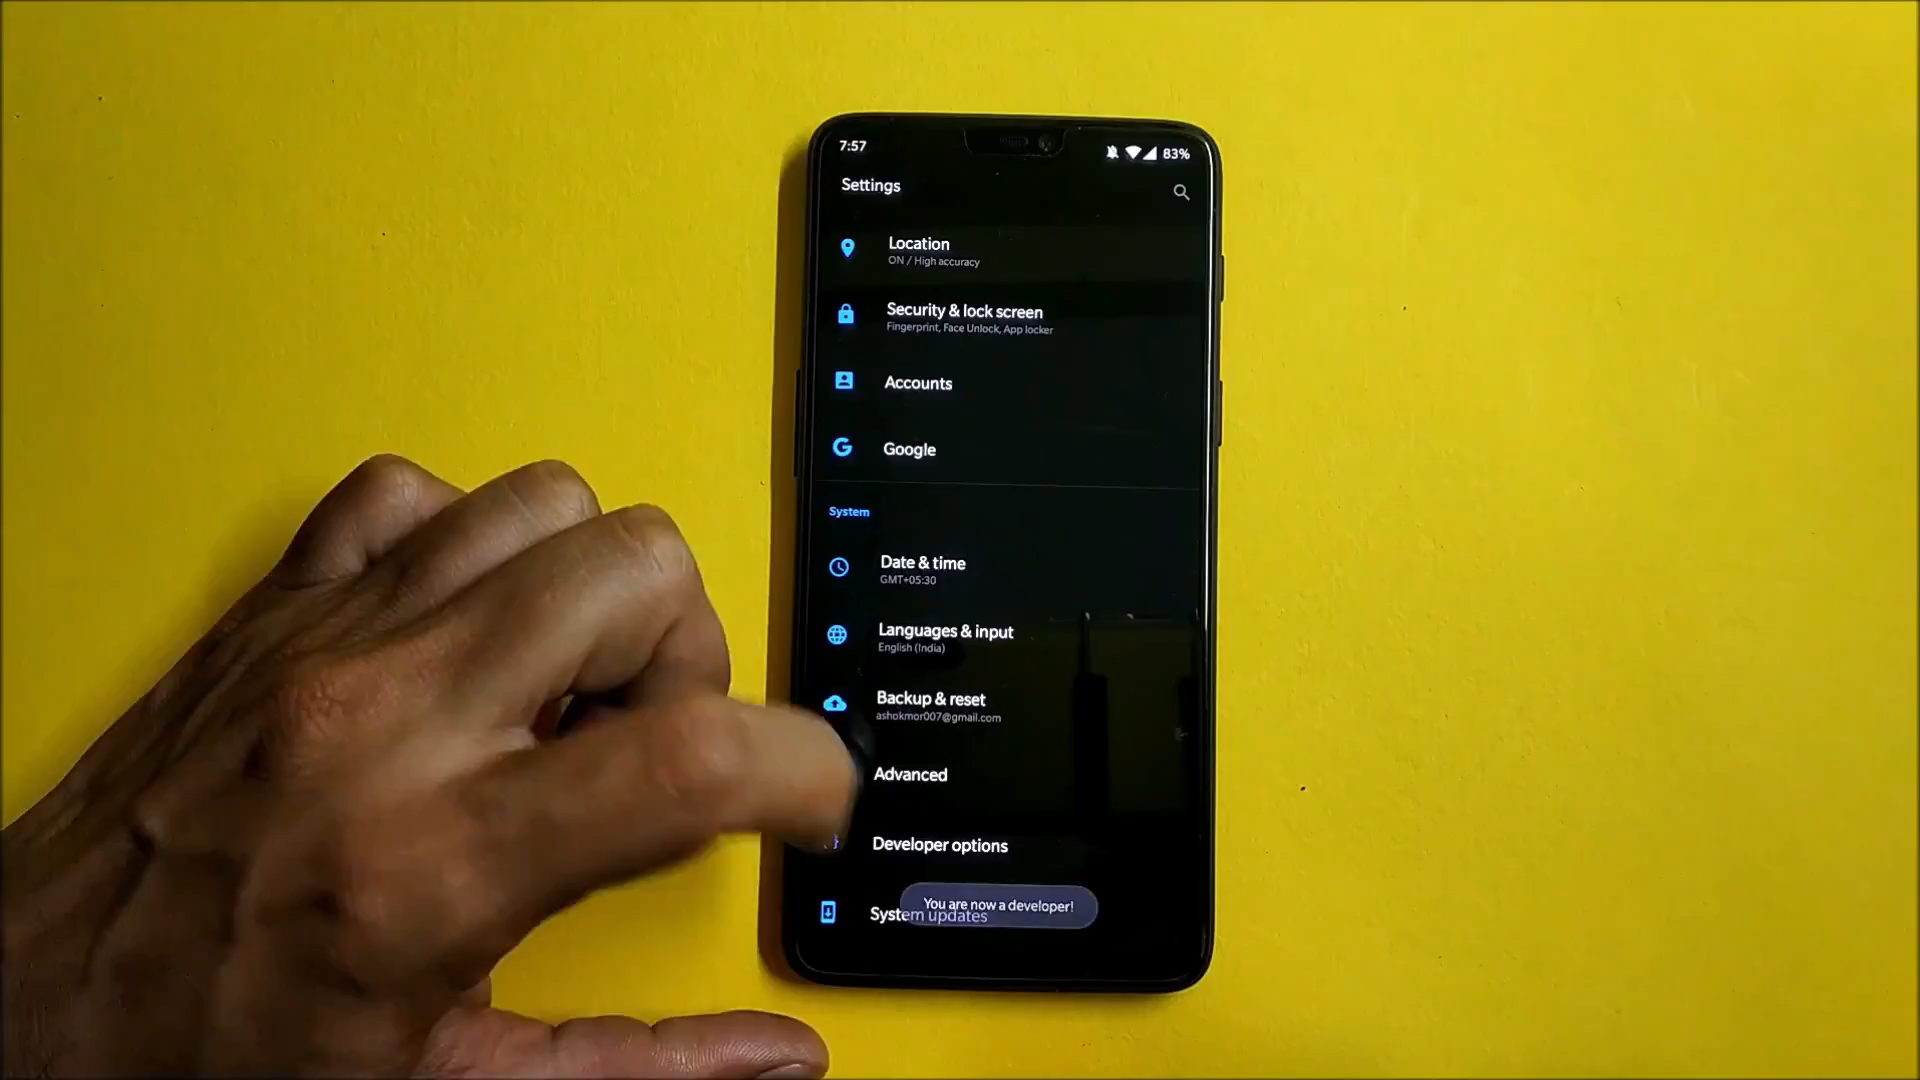 7:57
83%
Settings
Location
ON / High accuracy
Security & lock screen
Fingerprint, Face Unlock, App locker
Accounts
Google
System
Date & time
GMT+05:30
Languages & input
English (India)
Backup & reset
ashokmor007@gmail.com
Advanced
Developer options
You are now a developer!
System updates